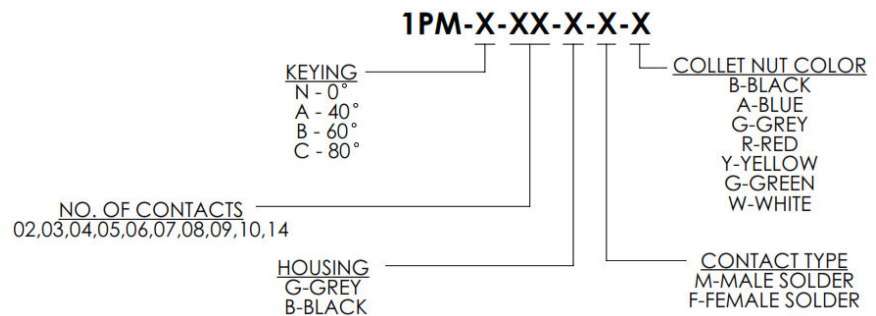 1PM-X-XX-X-X-X
KEYING
N - 0°
A - 40°
B - 60°
C - 80°
NO. OF CONTACTS
02,03,04,05,06,07,08,09,10,14
HOUSING
G-GREY
B-BLACK
CONTACT TYPE
M-MALE SOLDER
F-FEMALE SOLDER
COLLET NUT COLOR
B-BLACK
A-BLUE
G-GREY
R-RED
Y-YELLOW
G-GREEN
W-WHITE